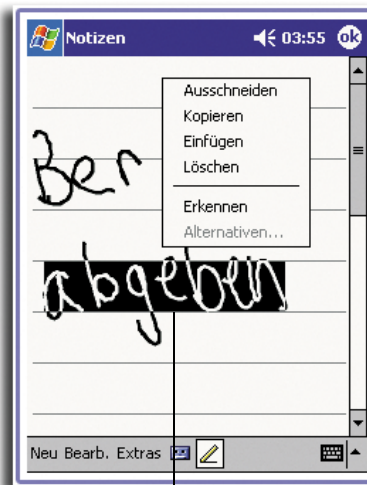 Notizen 03:55 ok
Ausschneiden
Kopieren
Einfügen
Löschen
Erkennen
Alternativen...
Ber
abgeben
Neu Bearb. Extras